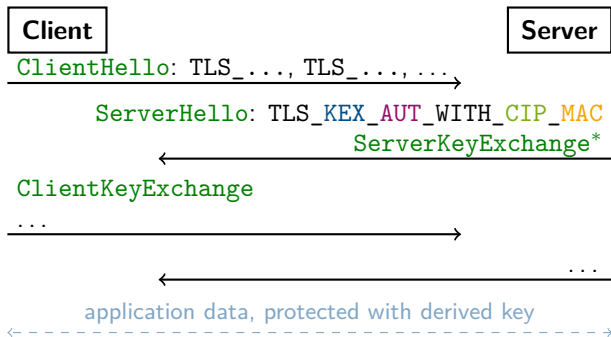 Client Server
ClientHello: TLS_..., TLS_..., ...
ServerHello: TLS_KEX_AUT_WITH_CIP_MAC
ServerKeyExchange*
ClientKeyExchange
...
...
application data, protected with derived key